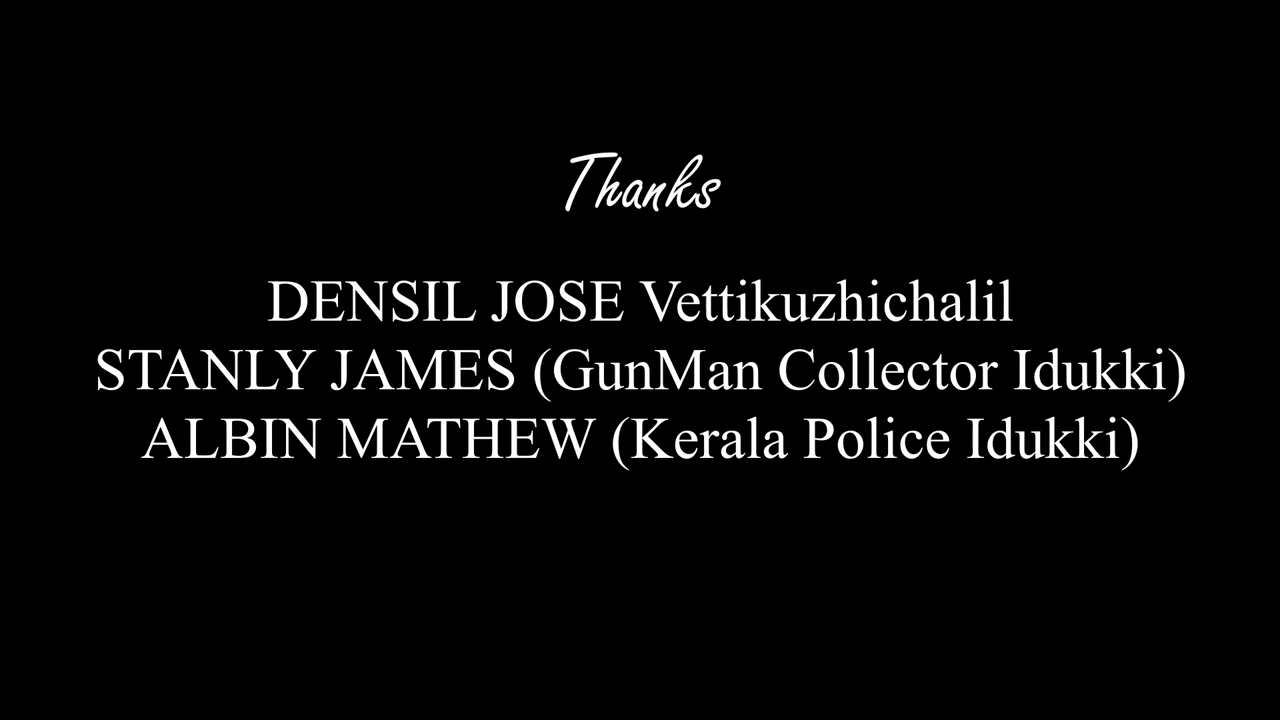 Thanks
DENSIL JOSE Vettikuzhichalil
STANLY JAMES (GunMan Collector Idukki)
ALBIN MATHEW (Kerala Police Idukki)